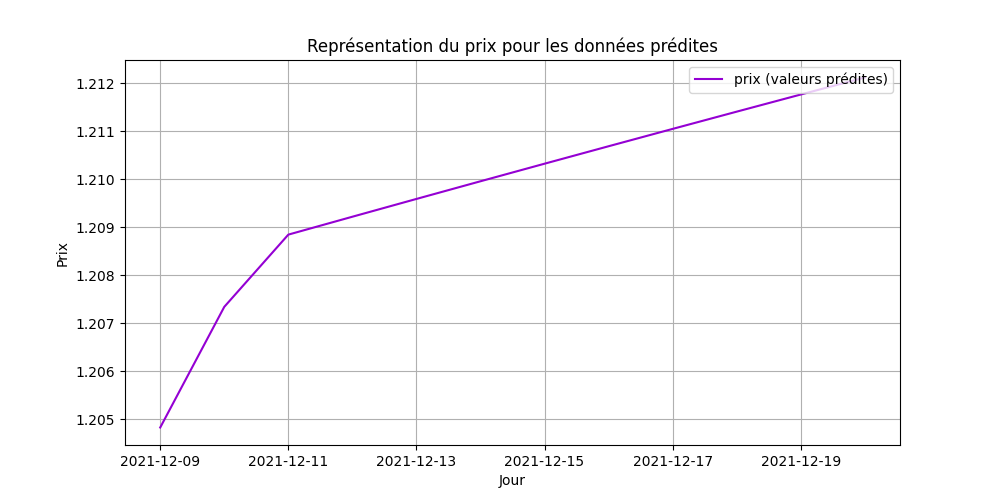 Représentation du prix pour les données prédites
prix (valeurs prédites)
Prix
1.212
1.211
1.210
1.209
1.208
1.207
1.206
1.205
2021-12-09 2021-12-11 2021-12-13 2021-12-15 2021-12-17 2021-12-19
Jour